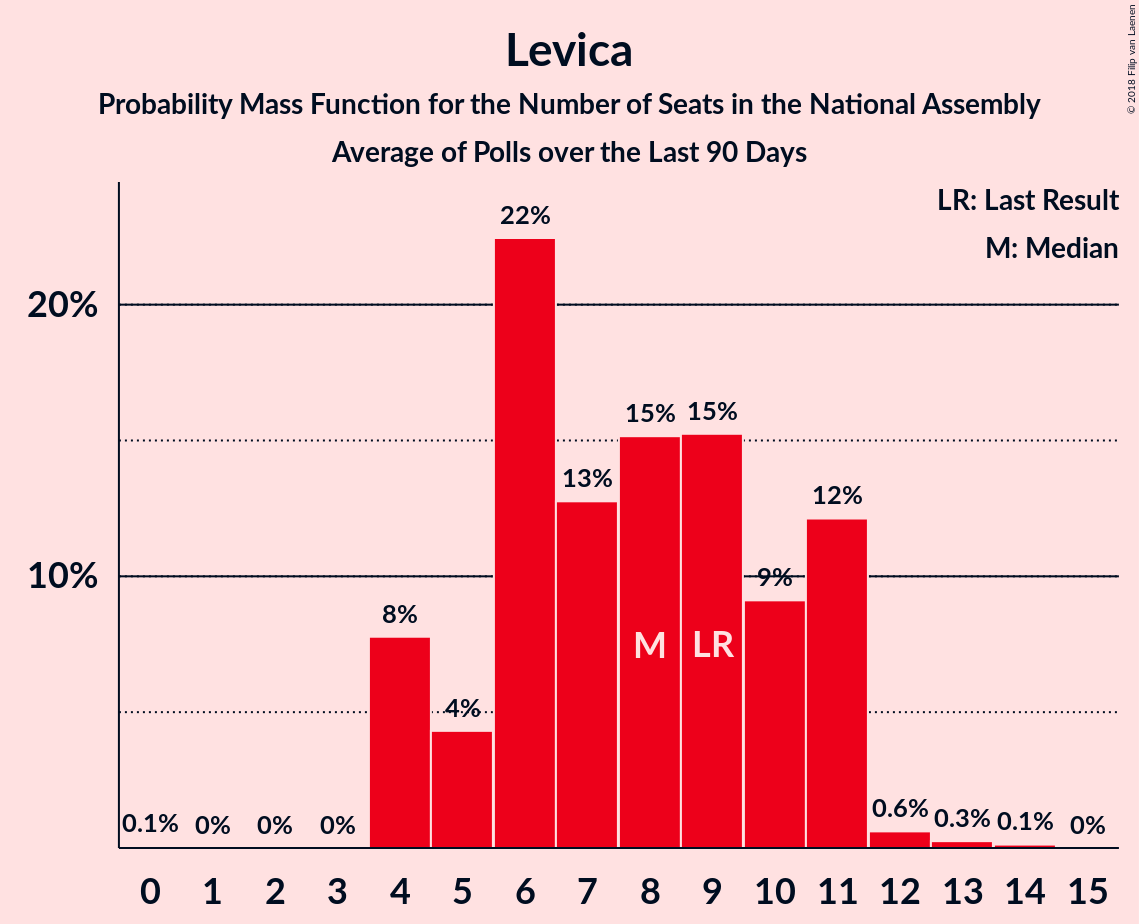 Levica
Probability Mass Function for the Number of Seats in the National Assembly
Average of Polls over the Last 90 Days
© 2018 Filip van Laenen
LR: Last Result
M: Median
22%
20%
15% 15%
13%
12%
10%
9%
8%
M LR
4%
0.1% 0% 0% 0% 0.6% 0.3% 0.1% 0%
0 1 2 3 4 5 6 7 8 9 10 11 12 13 14 15